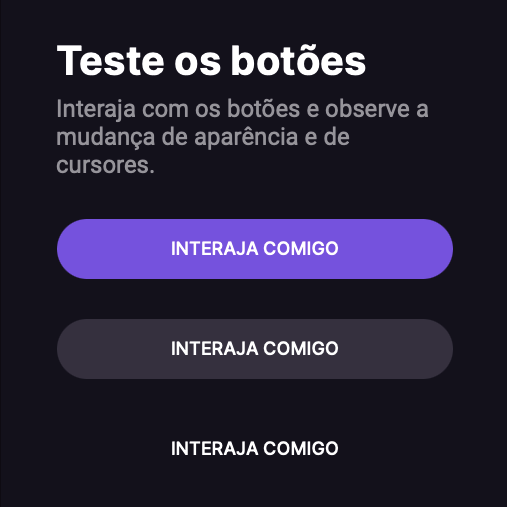 Teste os botões
Interaja com os botões e observe a
mudança de aparência e de
cursores.
INTERAJA COMIGO
INTERAJA COMIGO
INTERAJA COMIGO